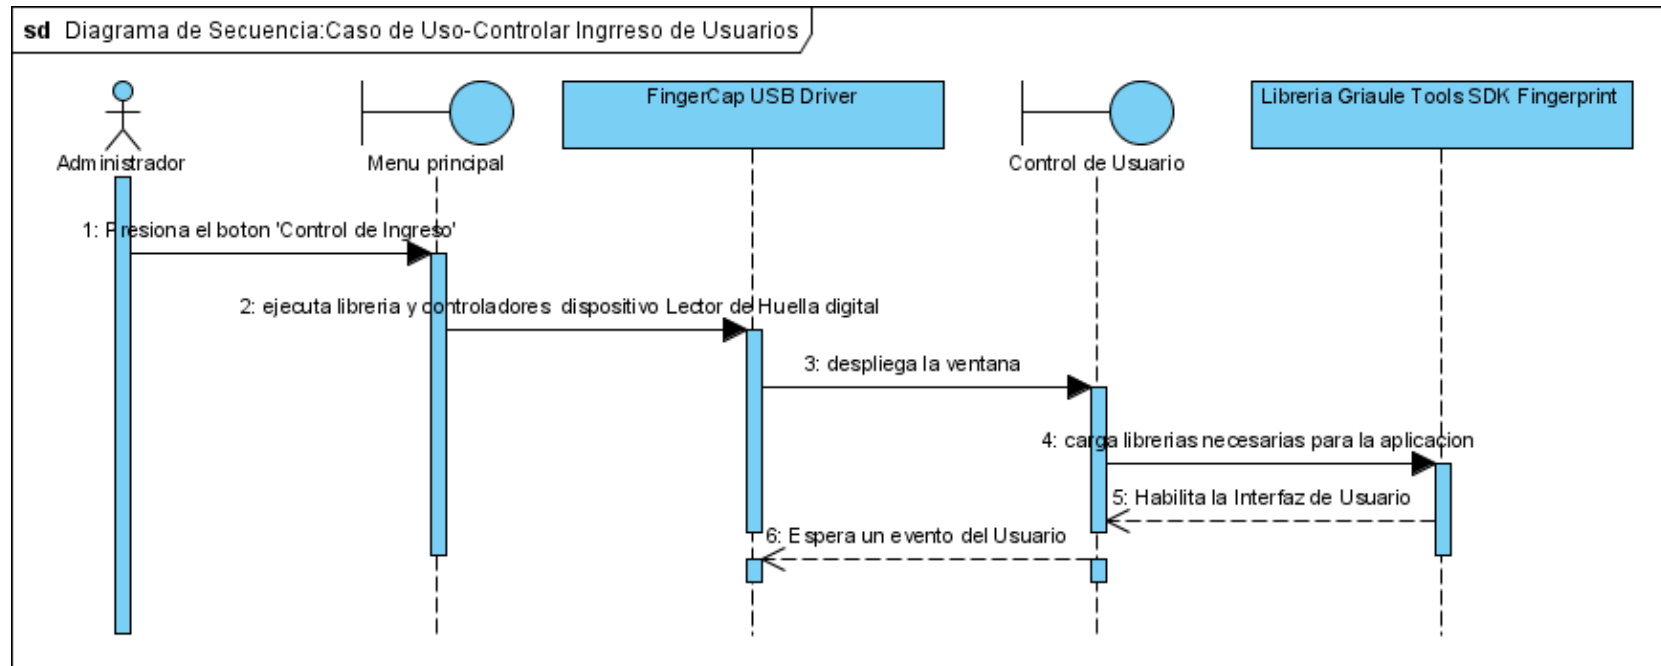 sd Diagrama de Secuencia:Caso de Uso-Controlar Ingrreso de Usuarios
FingerCap USB Driver
Libreria Griaule Tools SDK Fingerprint
Administrador
Menu principal
Control de Usuario
1: Presiona el boton 'Control de Ingreso'
2: ejecuta libreria y controladores dispositivo Lector de Huella digital
3: despliega la ventana
4: carga librerias necesarias para la aplicacion
5: Habilita la Interfaz de Usuario
6: Espera un evento del Usuario